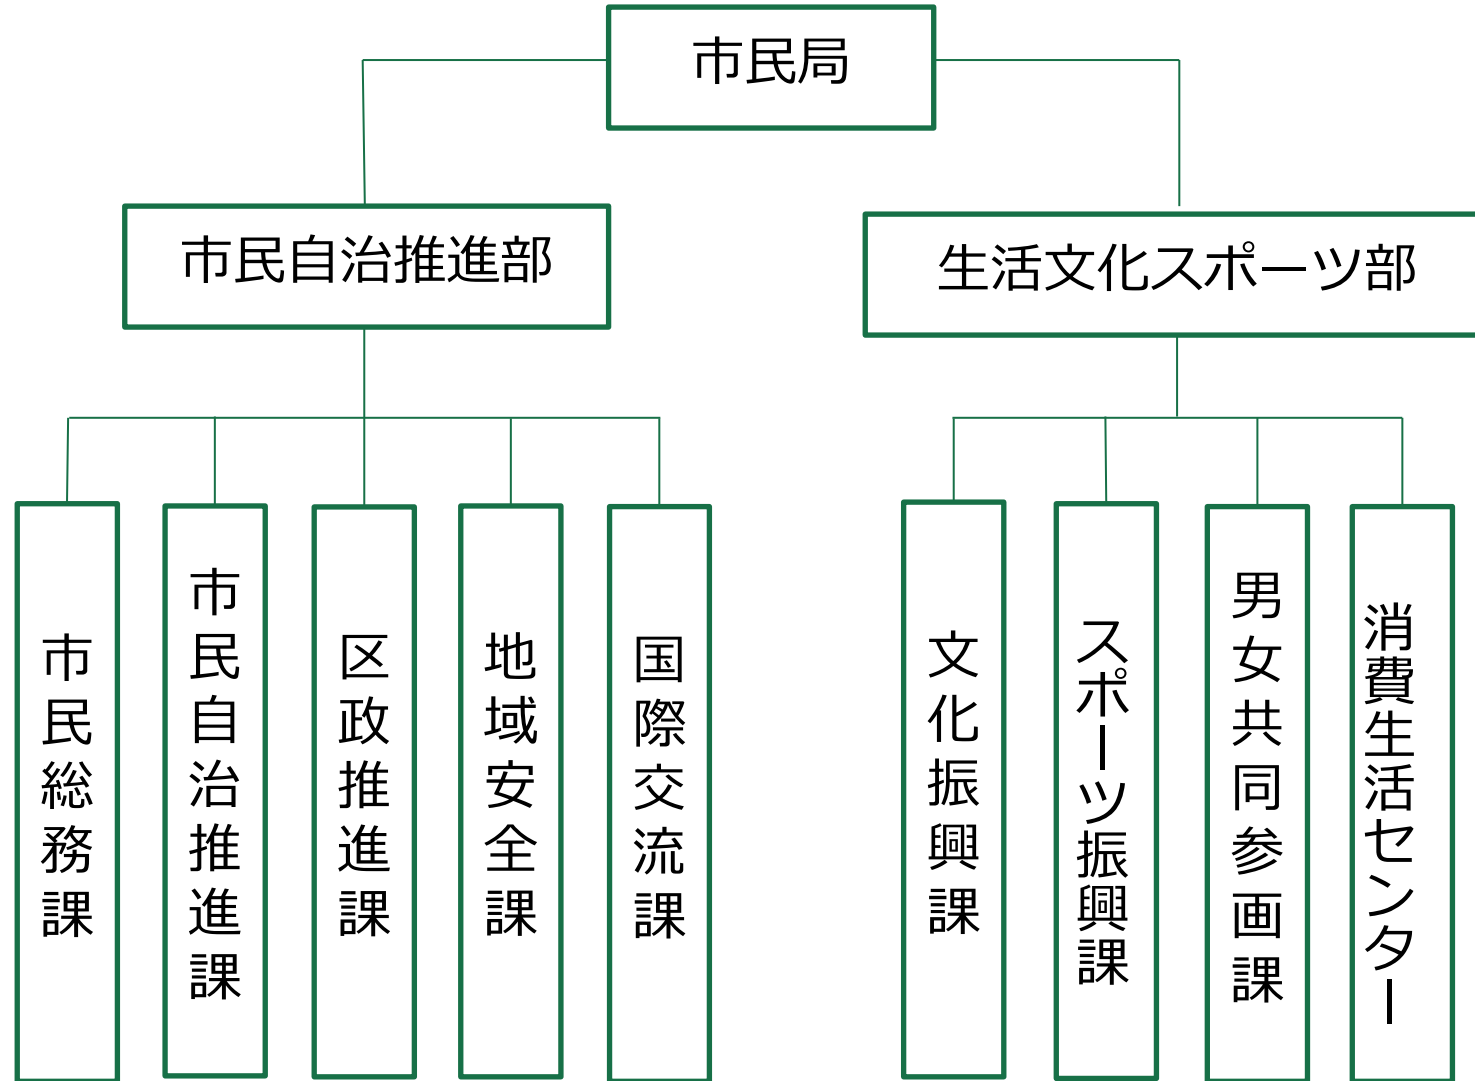 市民局
市民自治推進部
生活文化スポーツ部
市民総務課
市民自治推進課
区政推進課
地域安全課
国際交流課
文化振興課
スポーツ振興課
男女共同参画課
消費生活センター